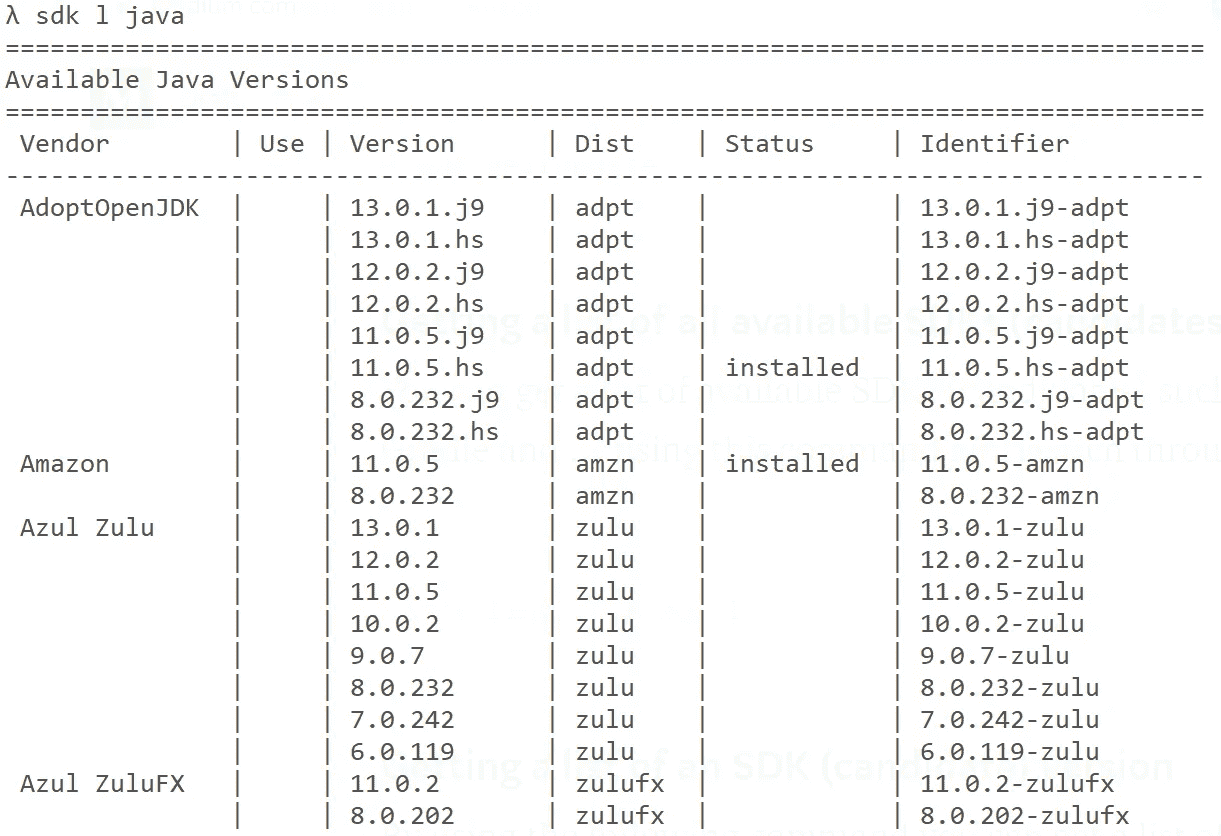 λ sdk l java
================================================================================
Available Java Versions
================================================================================
 Vendor        | Use | Version      | Dist    | Status     | Identifier
--------------------------------------------------------------------------------
 AdoptOpenJDK  |     | 13.0.1.j9    | adpt    |            | 13.0.1.j9-adpt
               |     | 13.0.1.hs    | adpt    |            | 13.0.1.hs-adpt
               |     | 12.0.2.j9    | adpt    |            | 12.0.2.j9-adpt
               |     | 12.0.2.hs    | adpt    |            | 12.0.2.hs-adpt
               |     | 11.0.5.j9    | adpt    |            | 11.0.5.j9-adpt
               |     | 11.0.5.hs    | adpt    | installed  | 11.0.5.hs-adpt
               |     | 8.0.232.j9   | adpt    |            | 8.0.232.j9-adpt
               |     | 8.0.232.hs   | adpt    |            | 8.0.232.hs-adpt
 Amazon        |     | 11.0.5       | amzn    | installed  | 11.0.5-amzn
               |     | 8.0.232      | amzn    |            | 8.0.232-amzn
 Azul Zulu     |     | 13.0.1       | zulu    |            | 13.0.1-zulu
               |     | 12.0.2       | zulu    |            | 12.0.2-zulu
               |     | 11.0.5       | zulu    |            | 11.0.5-zulu
               |     | 10.0.2       | zulu    |            | 10.0.2-zulu
               |     | 9.0.7        | zulu    |            | 9.0.7-zulu
               |     | 8.0.232      | zulu    |            | 8.0.232-zulu
               |     | 7.0.242      | zulu    |            | 7.0.242-zulu
               |     | 6.0.119      | zulu    |            | 6.0.119-zulu
 Azul ZuluFX   |     | 11.0.2       | zulufx  |            | 11.0.2-zulufx
               |     | 8.0.202      | zulufx  |            | 8.0.202-zulufx